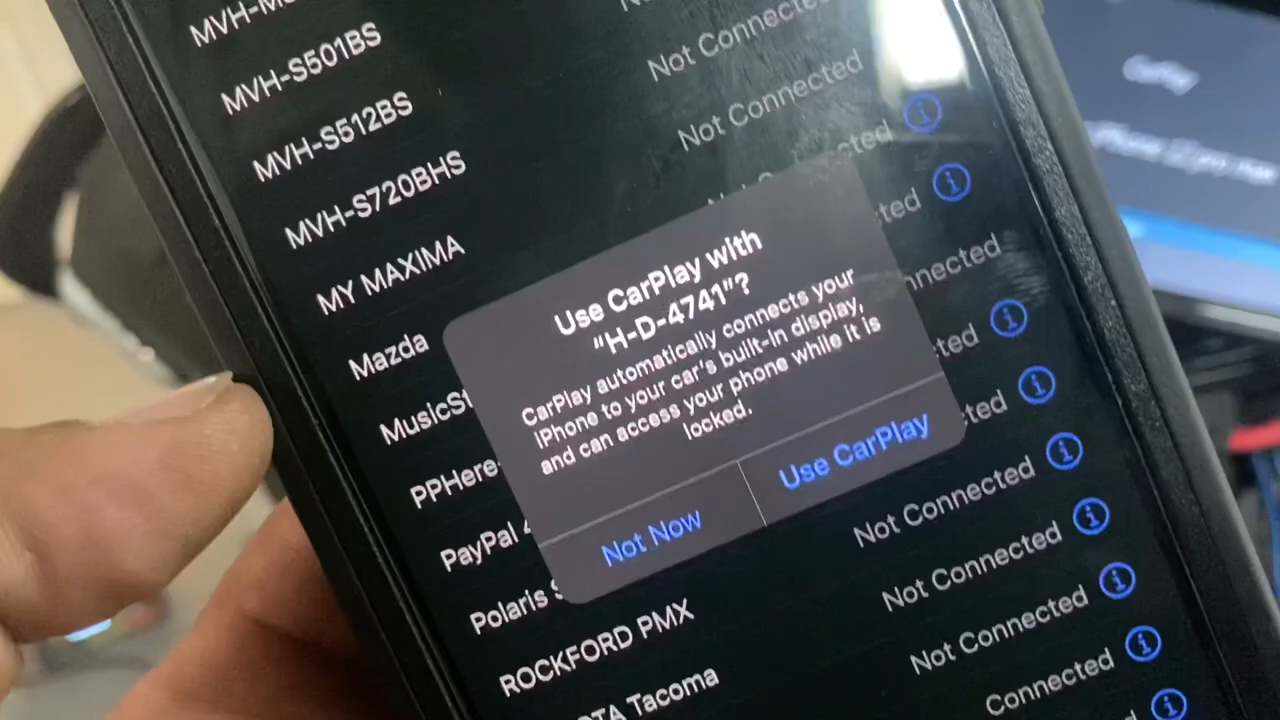 MVH-S501BS
Not Connected
MVH-S512BS
Not Connected
MVH-S720BHS
MY MAXIMA
Mazda
PPHere-
PayPal
Polaris
ROCKFORD PMX
Tacoma
Use CarPlay with
"H-D-4741"?
CarPlay automatically connects your
iPhone to your car's built-in display,
and can access your phone while it is
locked.
Not Now
Use CarPlay
Not Connected
Not Connected
Not Connected
Connected
CarPlay